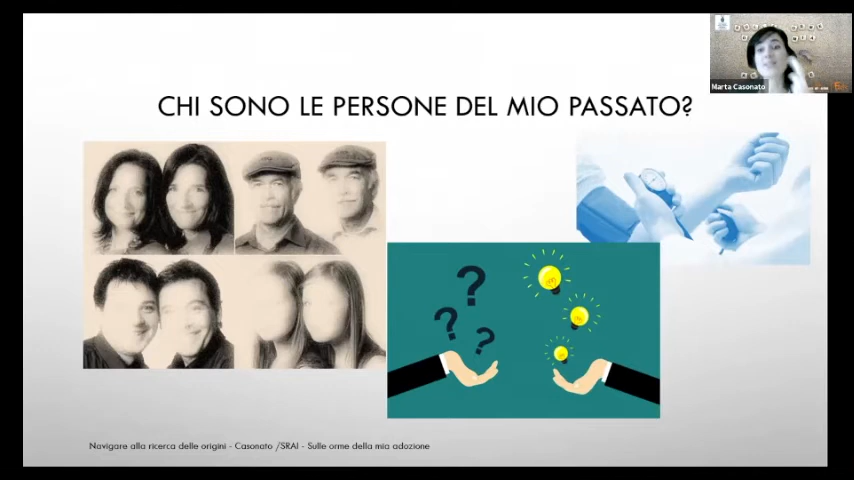 Marta Casonato
CHI SONO LE PERSONE DEL MIO PASSATO?
? ? ?
Navigare alla ricerca delle origini - Casonato /SRAI - Sulle orme della mia adozione